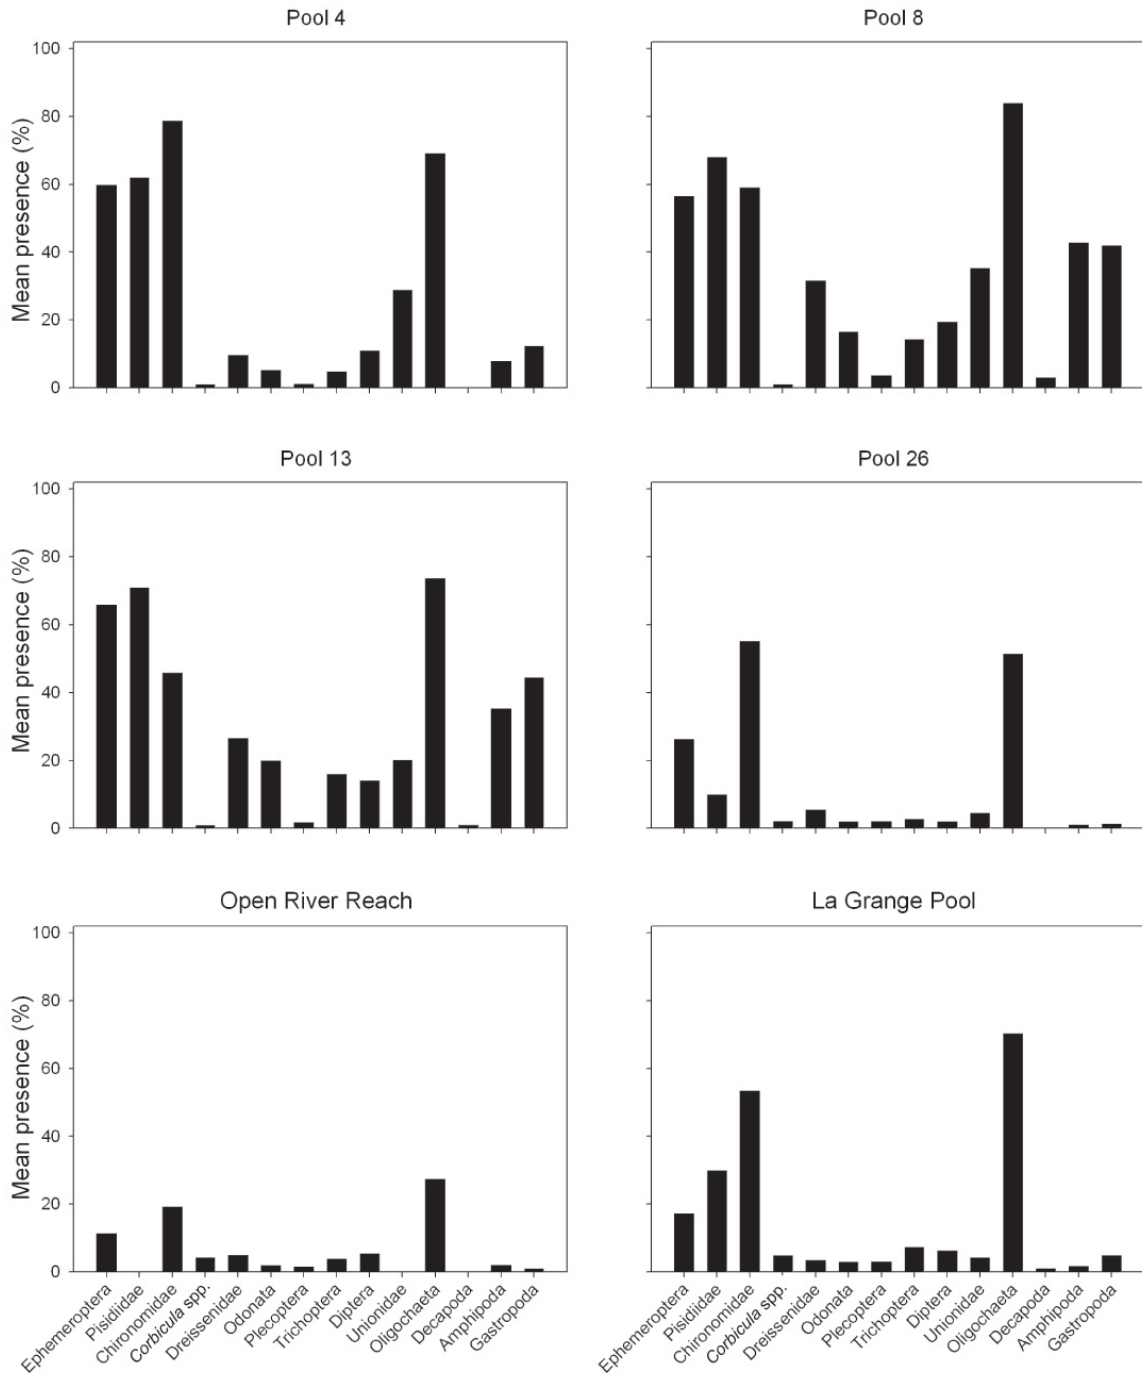 Pool 4
Pool 8
100
80
60
40
20
0
Mean presence (%)
Pool 13
Pool 26
100
80
60
40
20
0
Mean presence (%)
Open River Reach
La Grange Pool
100
80
60
40
20
0
Mean presence (%)
Ephemeroptera
Pisidiidae
Chironomidae
Corbicula spp.
Dreissenidae
Odonata
Plecoptera
Trichoptera
Diptera
Unionidae
Oligochaeta
Decapoda
Amphipoda
Gastropoda
Ephemeroptera
Pisidiidae
Chironomidae
Corbicula spp.
Dreissenidae
Odonata
Plecoptera
Trichoptera
Diptera
Unionidae
Oligochaeta
Decapoda
Amphipoda
Gastropoda